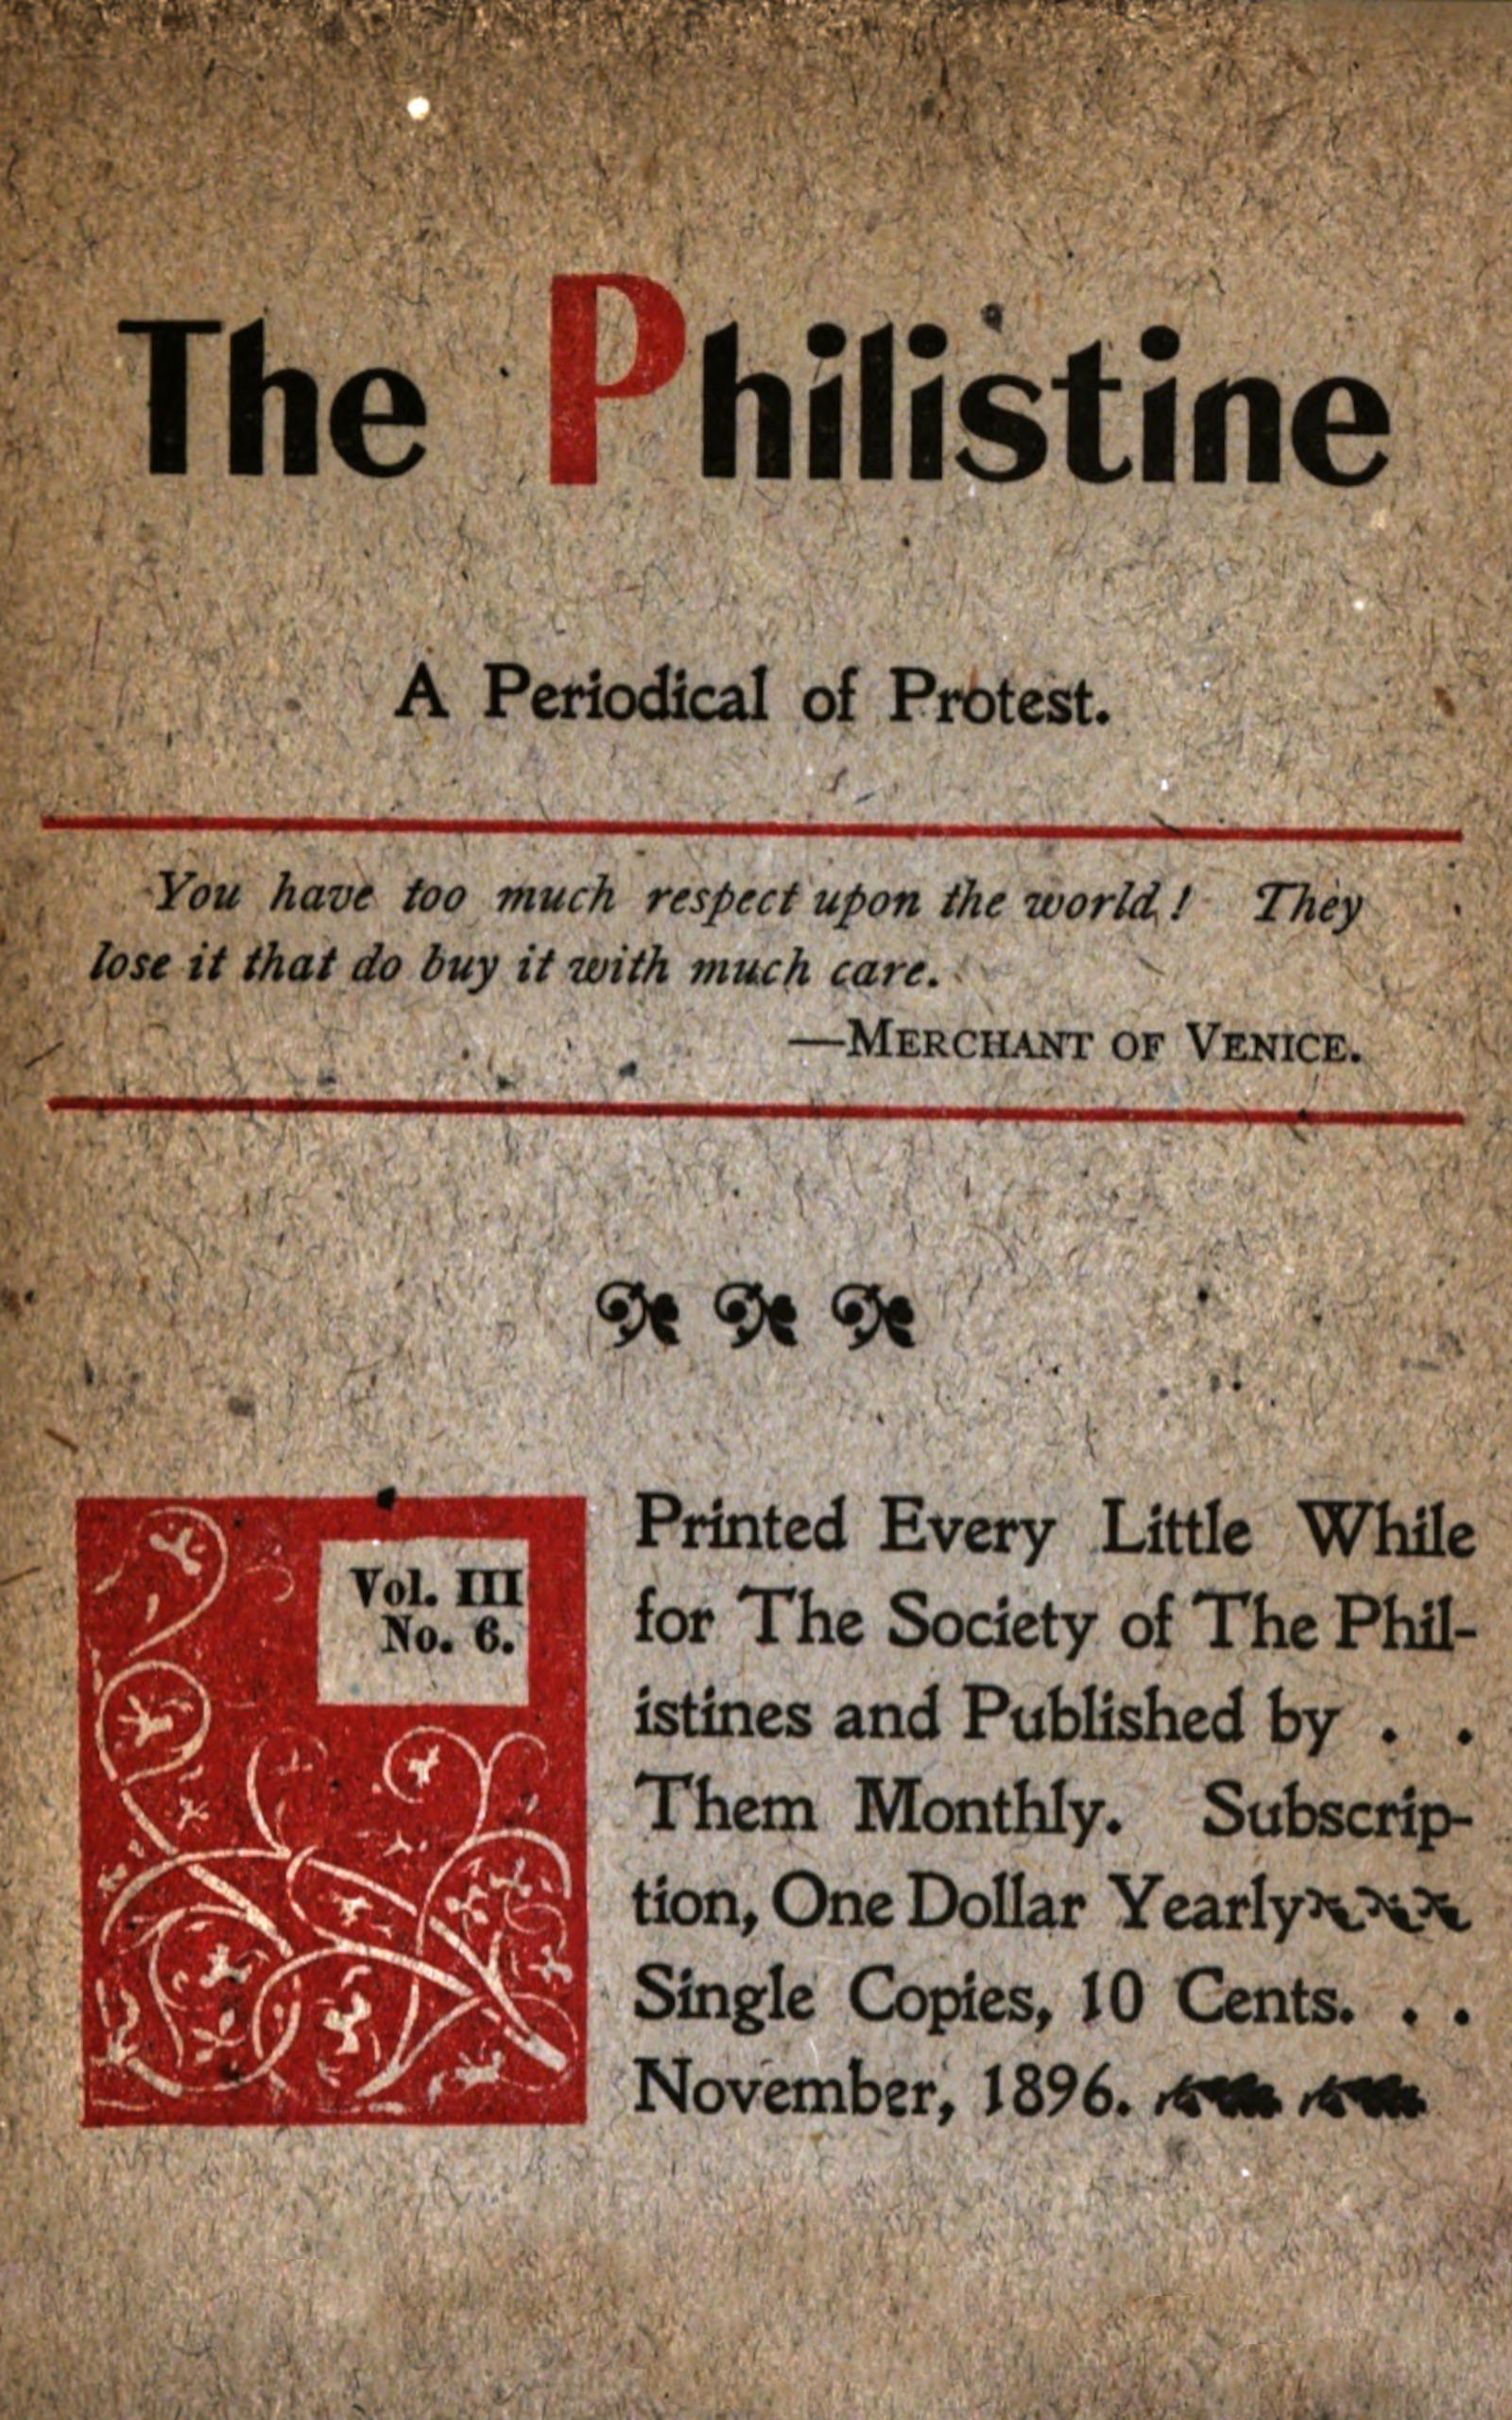 The Philistine
A Periodical of Protest.
You have too much respect upon the world! They
lose it that do buy it with much care.
—MERCHANT OF VENICE.
Vol. III
No. 6.
Printed Every Little While
for The Society of The Phil-
istines and Published by . .
Them Monthly. Subscrip-
tion, One Dollar Yearly
Single Copies, 10 Cents. . .
November, 1896.